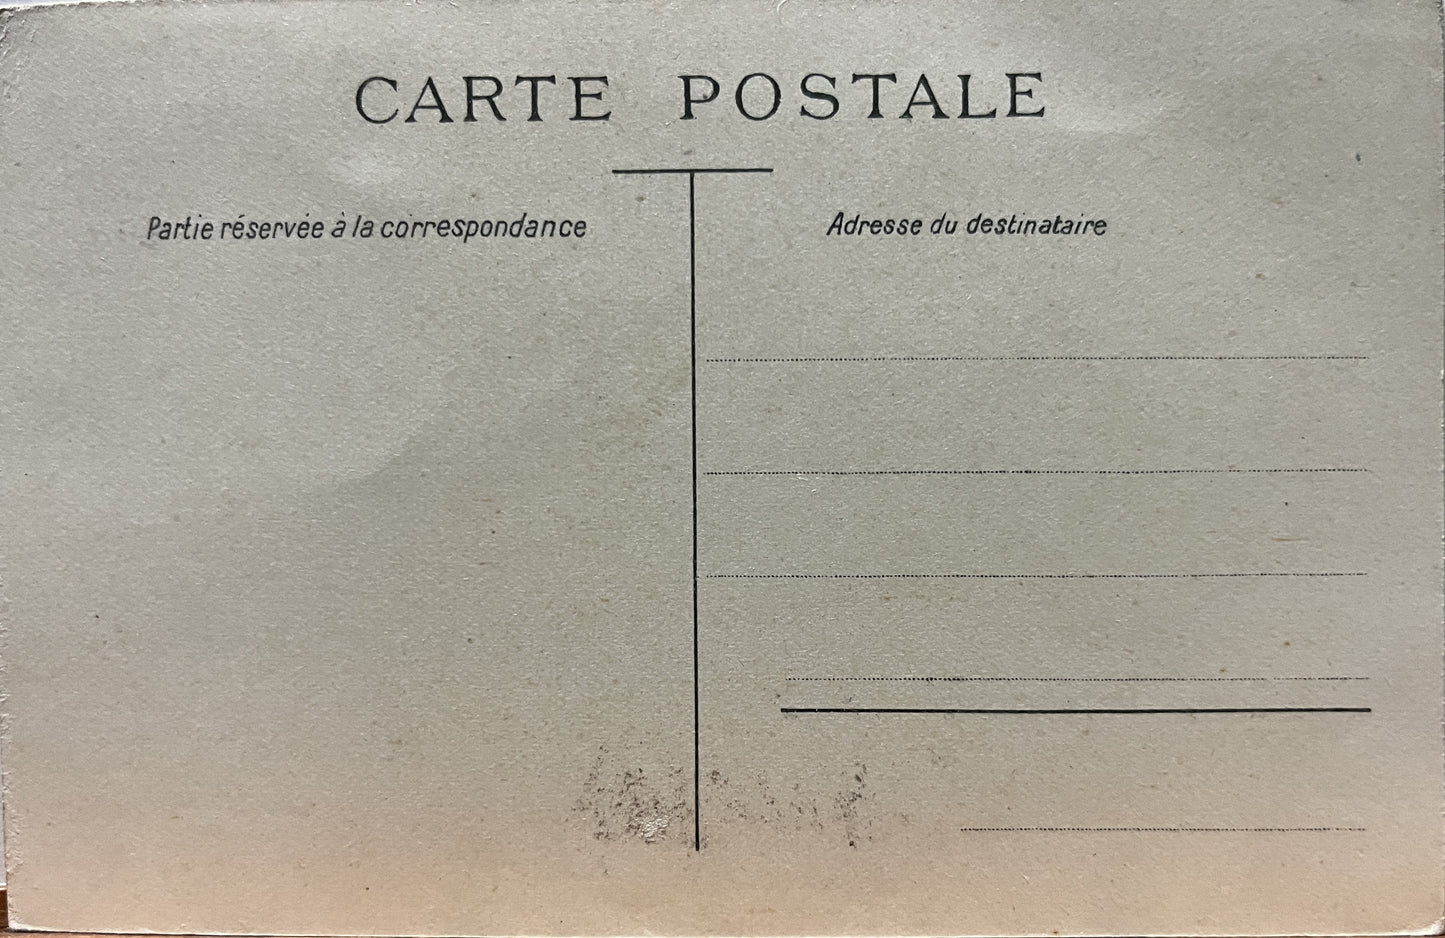 CARTE POSTALE
Partie réservée à la correspondance
Adresse du destinataire